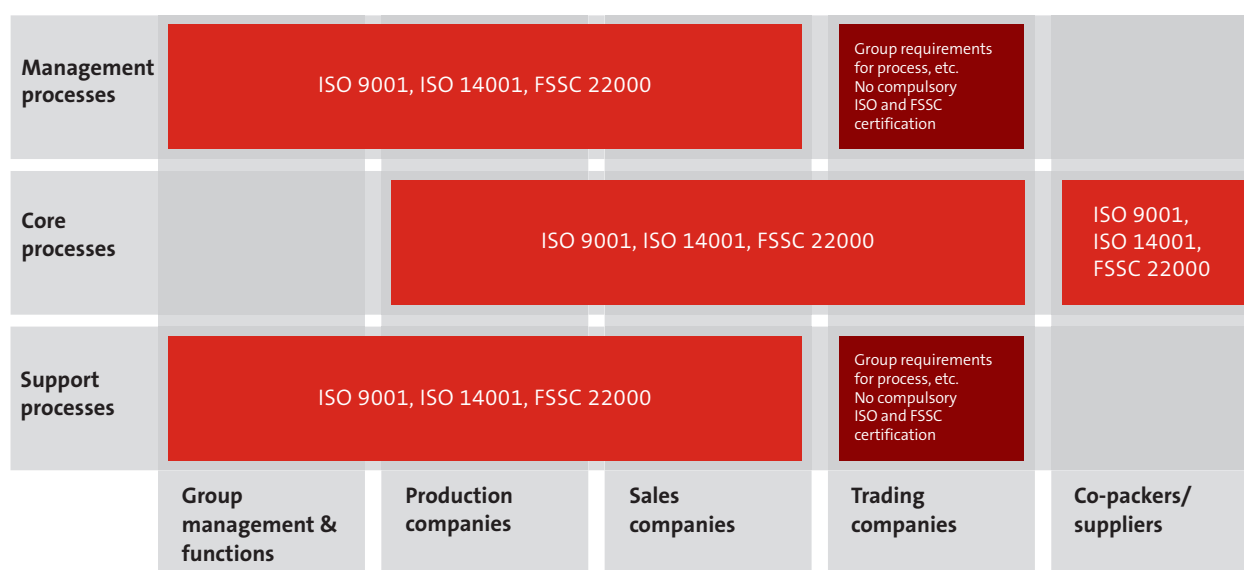 Management
processes
ISO 9001, ISO 14001, FSSC 22000
Group requirements
for process, etc.
No compulsory
ISO and FSSC
certification
Core
processes
ISO 9001, ISO 14001, FSSC 22000
ISO 9001,
ISO 14001,
FSSC 22000
Support
processes
ISO 9001, ISO 14001, FSSC 22000
Group requirements
for process, etc.
No compulsory
ISO and FSSC
certification
Group
management &
functions
Production
companies
Sales
companies
Trading
companies
Co-packers/
suppliers